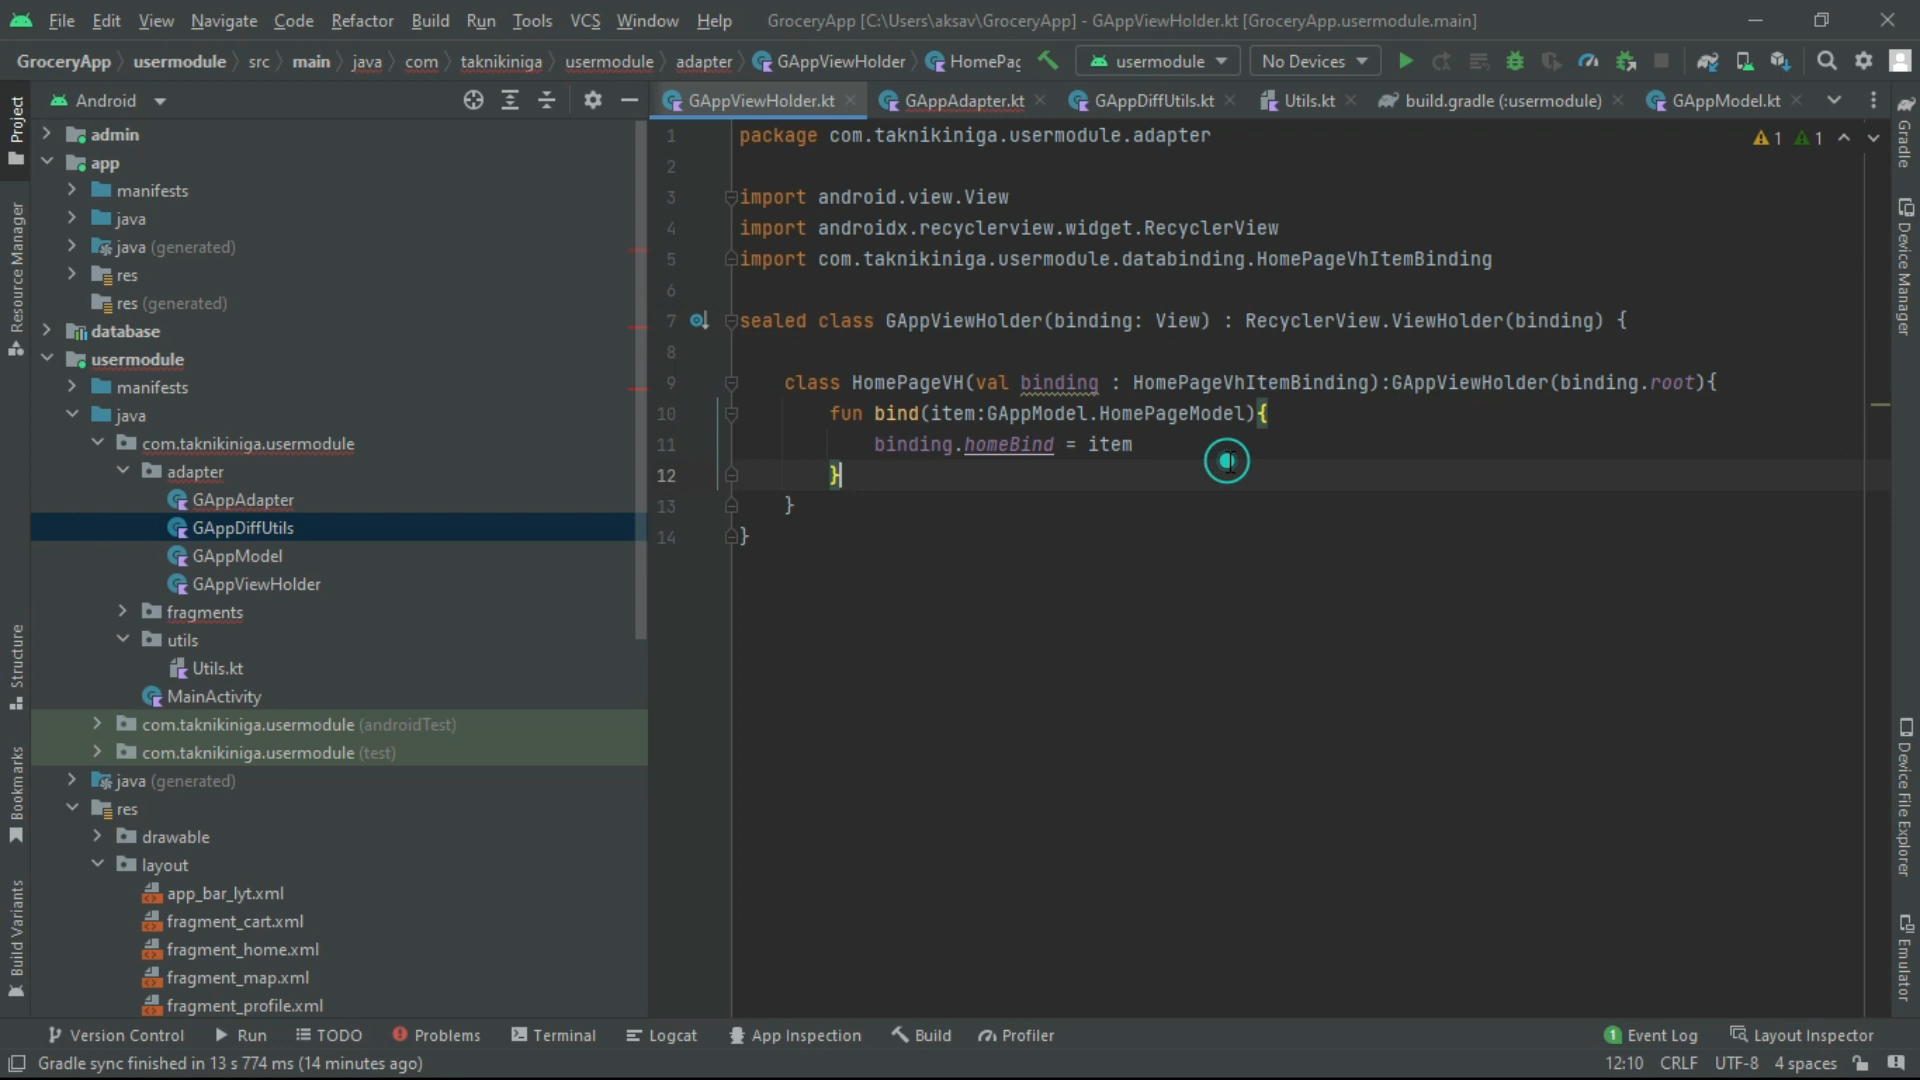 File Edit View Navigate Code Refactor Build Run Tools VCS Window Help GroceryApp [C:\Users\aksav\GroceryApp] - GAppViewHolder.kt [GroceryApp.usermodule.main]
GroceryApp usermodule src main java com taknikiniga usermodule adapter GAppViewHolder HomePag usermodule No Devices
Android GAppViewHolder.kt GAppAdapter.kt GAppDiffUtils.kt Utils.kt build.gradle (:usermodule) GAppModel.kt
Project
Resource Manager
Structure
Bookmarks
Build Variants
admin
app
manifests
java
java (generated)
res
res (generated)
database
usermodule
manifests
java
com.taknikiniga.usermodule
adapter
GAppAdapter
GAppDiffUtils
GAppModel
GAppViewHolder
fragments
utils
Utils.kt
MainActivity
com.taknikiniga.usermodule (androidTest)
com.taknikiniga.usermodule (test)
java (generated)
res
drawable
layout
app_bar_lyt.xml
fragment_cart.xml
fragment_home.xml
fragment_map.xml
fragment_profile.xml
1 package com.taknikiniga.usermodule.adapter
2
3 import android.view.View
4 import androidx.recyclerview.widget.RecyclerView
5 import com.taknikiniga.usermodule.databinding.HomePageVhItemBinding
6
7 sealed class GAppViewHolder(binding: View) : RecyclerView.ViewHolder(binding) {
8
9 class HomePageVH(val binding : HomePageVhItemBinding):GAppViewHolder(binding.root){
10 fun bind(item:GAppModel.HomePageModel){
11 binding.homeBind = item
12 }
13 }
14 }
1 1
Gradle
Device Manager
Device File Explorer
Emulator
Version Control Run TODO Problems Terminal Logcat App Inspection Build Profiler 1 Event Log Layout Inspector
Gradle sync finished in 13 s 774 ms (14 minutes ago) 12:10 CRLF UTF-8 4 spaces